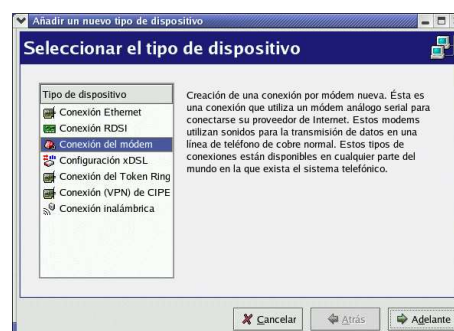 Añadir un nuevo tipo de dispositivo
Seleccionar el tipo de dispositivo
Tipo de dispositivo
Conexión Ethernet
Conexión RDSI
Conexión del módem
Configuración xDSL
Conexión del Token Ring
Conexión (VPN) de CIPE
Conexión inalámbrica
Creación de una conexión por módem nueva. Ésta es
una conexión que utiliza un módem análogo serial para
conectarse su proveedor de Internet. Estos modems
utilizan sonidos para la transmisión de datos en una
línea de teléfono de cobre normal. Estos tipos de
conexiones están disponibles en cualquier parte del
mundo en la que exista el sistema telefónico.
Cancelar
Atrás
Adelante